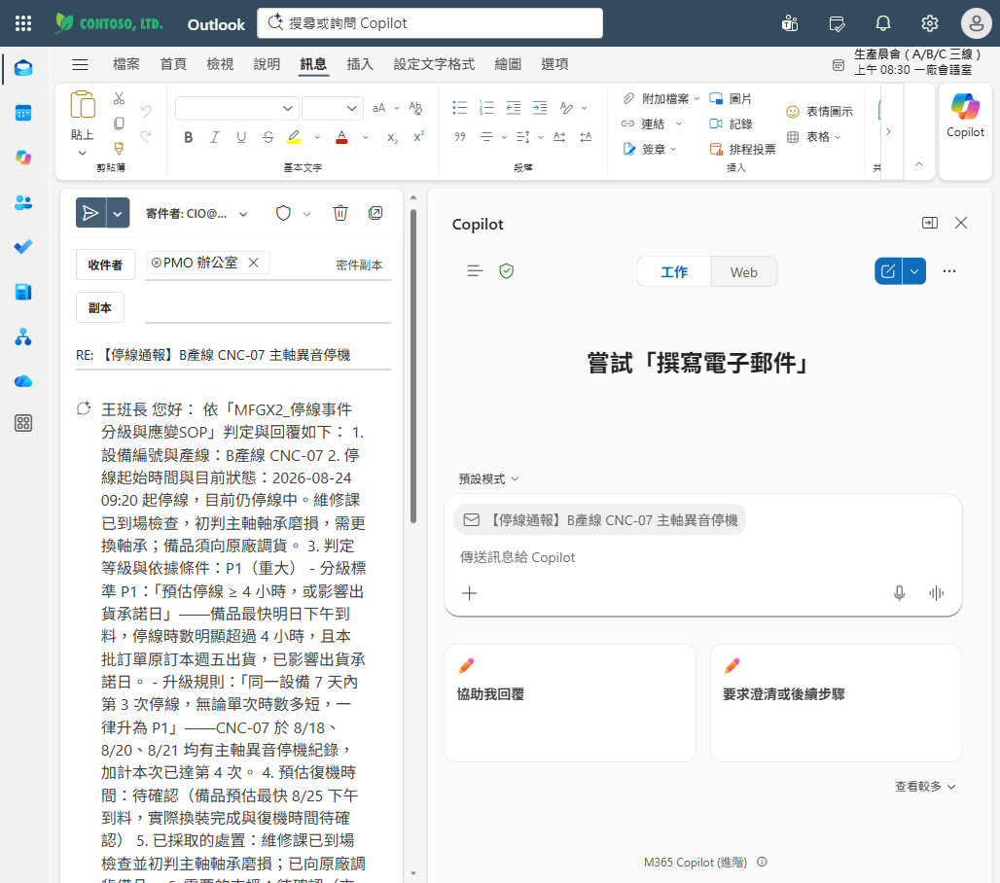 CONTOSO, LTD.
Outlook
搜尋或詢問 Copilot
檔案
首頁
檢視
說明
訊息
插入
設定文字格式
繪圖
選項
生產晨會 ( A/B/C 三線 )
上午 08:30 一廠會議室
貼上
剪貼簿
aA
B
I
U
S
A
x₂
x²
基本文字
段落
附加檔案
圖片
連結
記錄
簽章
排程投票
表情圖示
表格
插入
Copilot
寄件者: CIO@...
收件者
PMO 辦公室
密件副本
副本
RE: 【停線通報】B產線 CNC-07 主軸異音停機
王班長 您好： 依「MFGX2_停線事件
分級與應變SOP」判定與回覆如下： 1.
設備編號與產線：B產線 CNC-07 2. 停
線起始時間與目前狀態：2026-08-24
09:20 起停線，目前仍停線中。維修課
已到場檢查，初判主軸軸承磨損，需更
換軸承；備品須向原廠調貨。 3. 判定
等級與依據條件：P1（重大） - 分級標
準 P1：「預估停線 ≥ 4 小時，或影響出
貨承諾日」——備品最快明日下午到
料，停線時數明顯超過 4 小時，且本
批訂單原訂本週五出貨，已影響出貨承
諾日。 - 升級規則：「同一設備 7 天內
第 3 次停線，無論單次時數多短，一
律升為 P1」——CNC-07 於 8/18、
8/20、8/21 均有主軸異音停機紀錄，
加計本次已達第 4 次。 4. 預估復機時
間：待確認（備品預估最快 8/25 下午
到料，實際換裝完成與復機時間待確
認） 5. 已採取的處置：維修課已到場
檢查並初判主軸軸承磨損；已向原廠調
Copilot
工作
Web
嘗試「撰寫電子郵件」
預設模式
【停線通報】B產線 CNC-07 主軸異音停機
傳送訊息給 Copilot
協助我回覆
要求澄清或後續步驟
查看較多
M365 Copilot (進階)